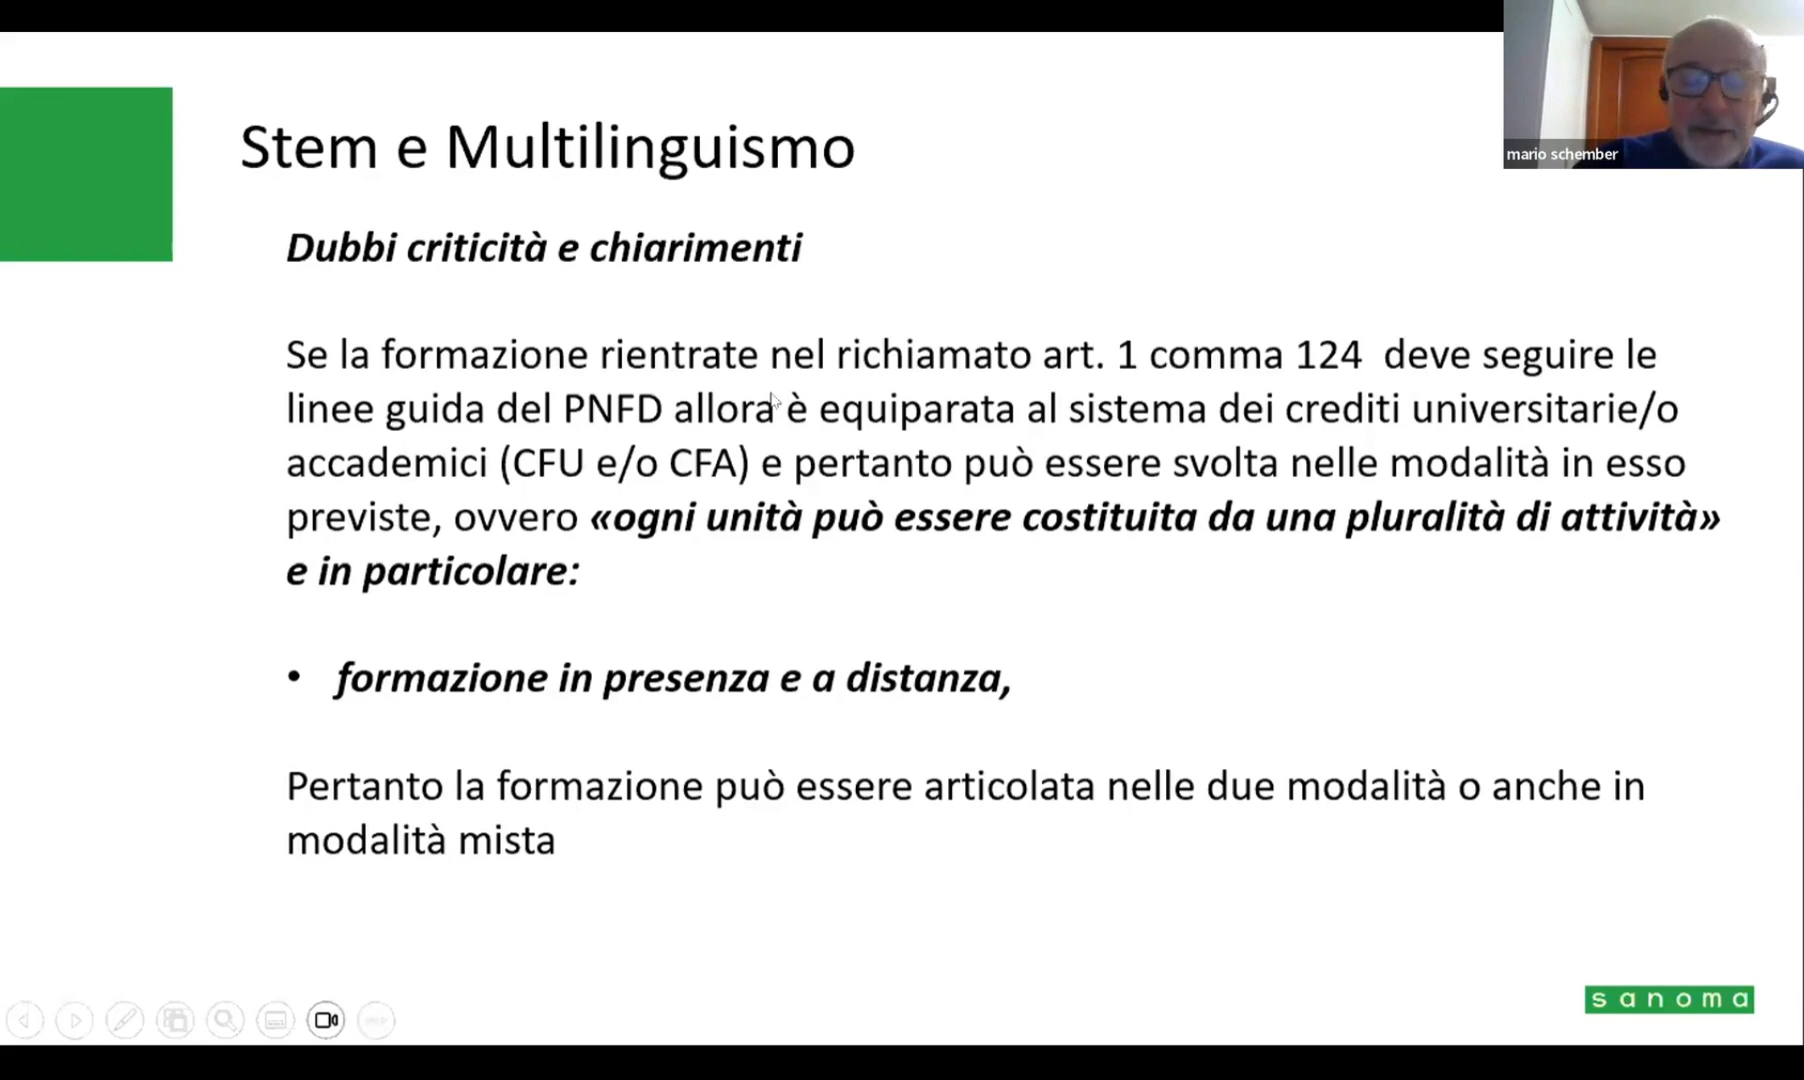 mario schember
Stem e Multilinguismo
Dubbi criticità e chiarimenti
Se la formazione rientrate nel richiamato art. 1 comma 124 deve seguire le
linee guida del PNFD allora è equiparata al sistema dei crediti universitarie/o
accademici (CFU e/o CFA) e pertanto può essere svolta nelle modalità in esso
previste, ovvero «ogni unità può essere costituita da una pluralità di attività»
e in particolare:
• formazione in presenza e a distanza,
Pertanto la formazione può essere articolata nelle due modalità o anche in
modalità mista
sanoma